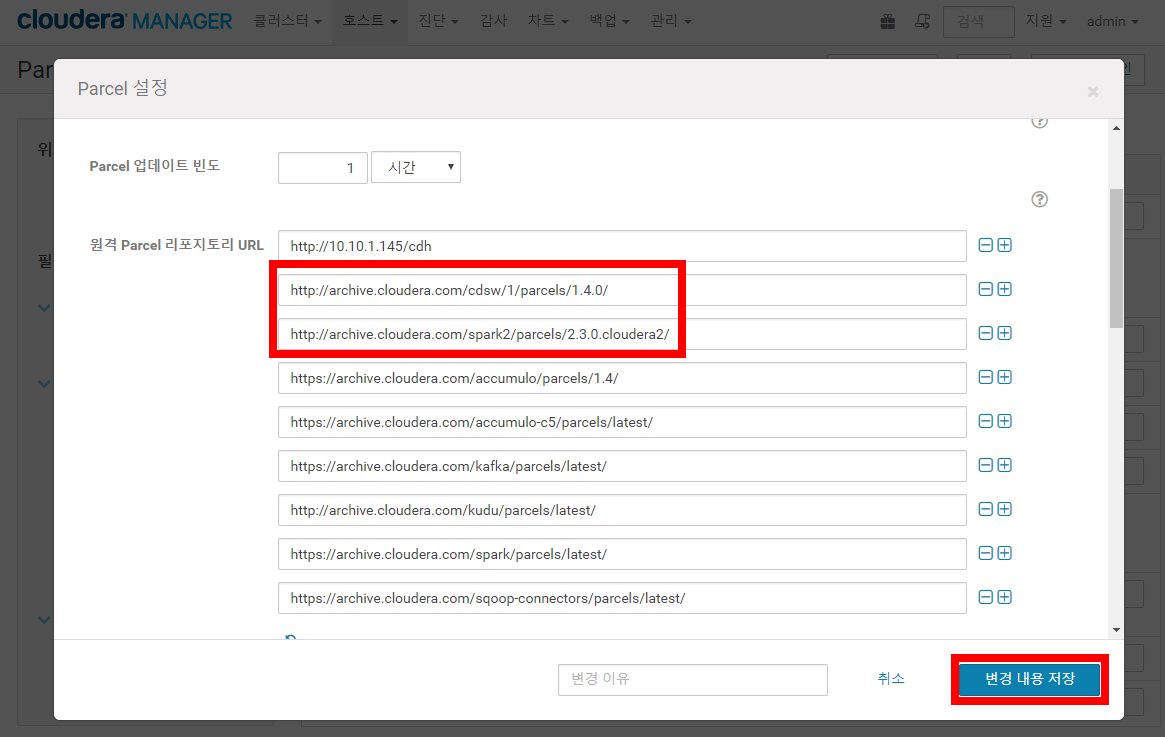 cloudera MANAGER 클러스터 호스트 진단 감사 차트 백업 관리 검색 지원 admin
Par
Parcel 설정
위
Parcel 업데이트 빈도 1 시간
원격 Parcel 리포지토리 URL http://10.10.1.145/cdh
필
http://archive.cloudera.com/cdsw/1/parcels/1.4.0/
http://archive.cloudera.com/spark2/parcels/2.3.0.cloudera2/
https://archive.cloudera.com/accumulo/parcels/1.4/
https://archive.cloudera.com/accumulo-c5/parcels/latest/
https://archive.cloudera.com/kafka/parcels/latest/
http://archive.cloudera.com/kudu/parcels/latest/
https://archive.cloudera.com/spark/parcels/latest/
https://archive.cloudera.com/sqoop-connectors/parcels/latest/
변경 이유 취소 변경 내용 저장